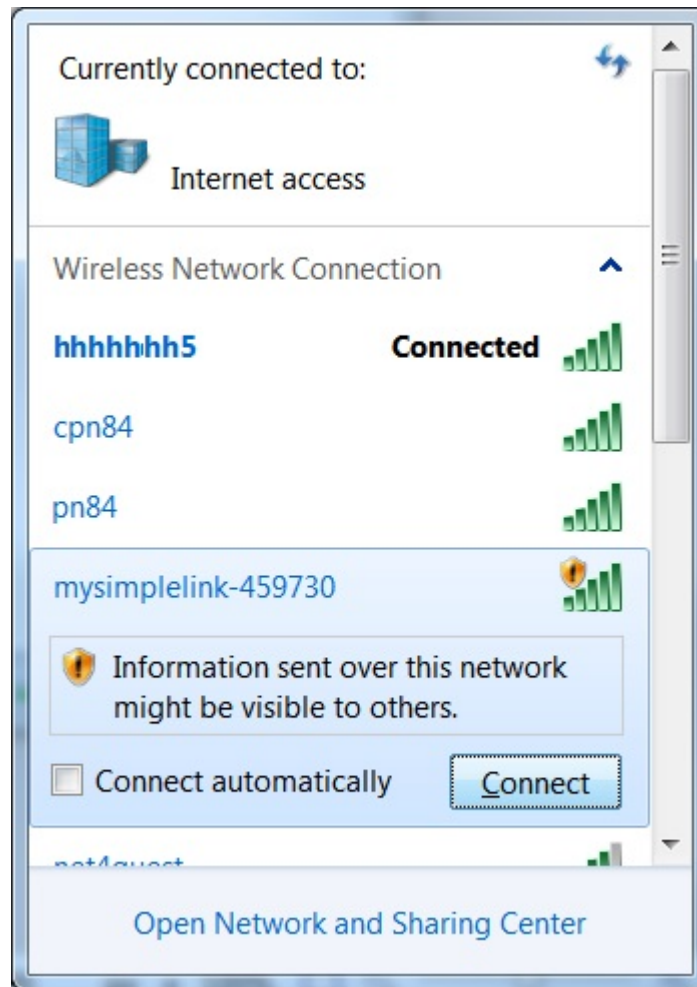 Currently connected to:
Internet access
Wireless Network Connection
hhhhhhh5 Connected
cpn84
pn84
mysimplelink-459730
Information sent over this network
might be visible to others.
Connect automatically Connect
Open Network and Sharing Center